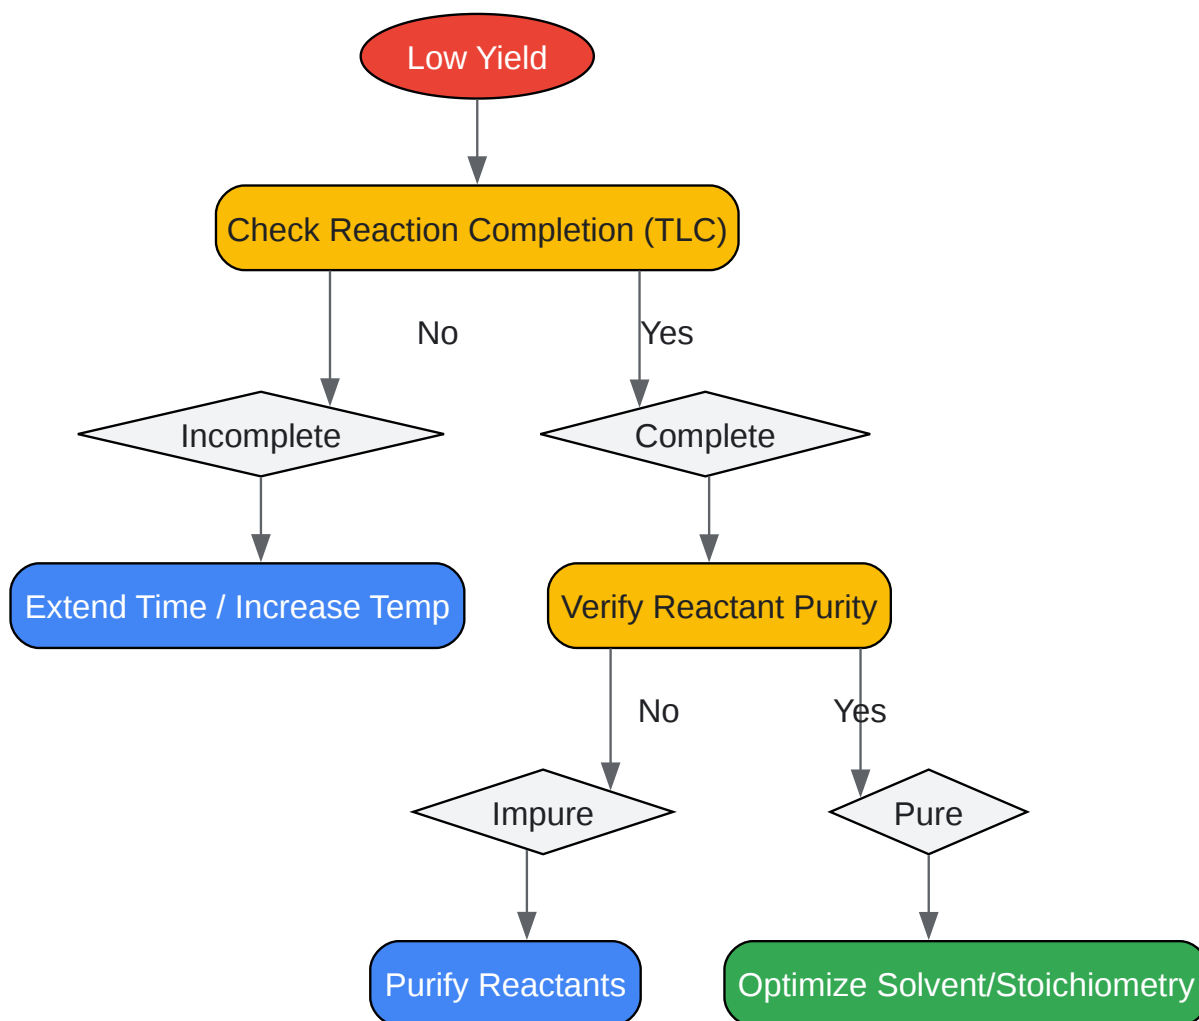 Low Yield
Check Reaction Completion (TLC)
No
Yes
Incomplete
Complete
Extend Time / Increase Temp
Verify Reactant Purity
No
Yes
Impure
Pure
Purify Reactants
Optimize Solvent/Stoichiometry